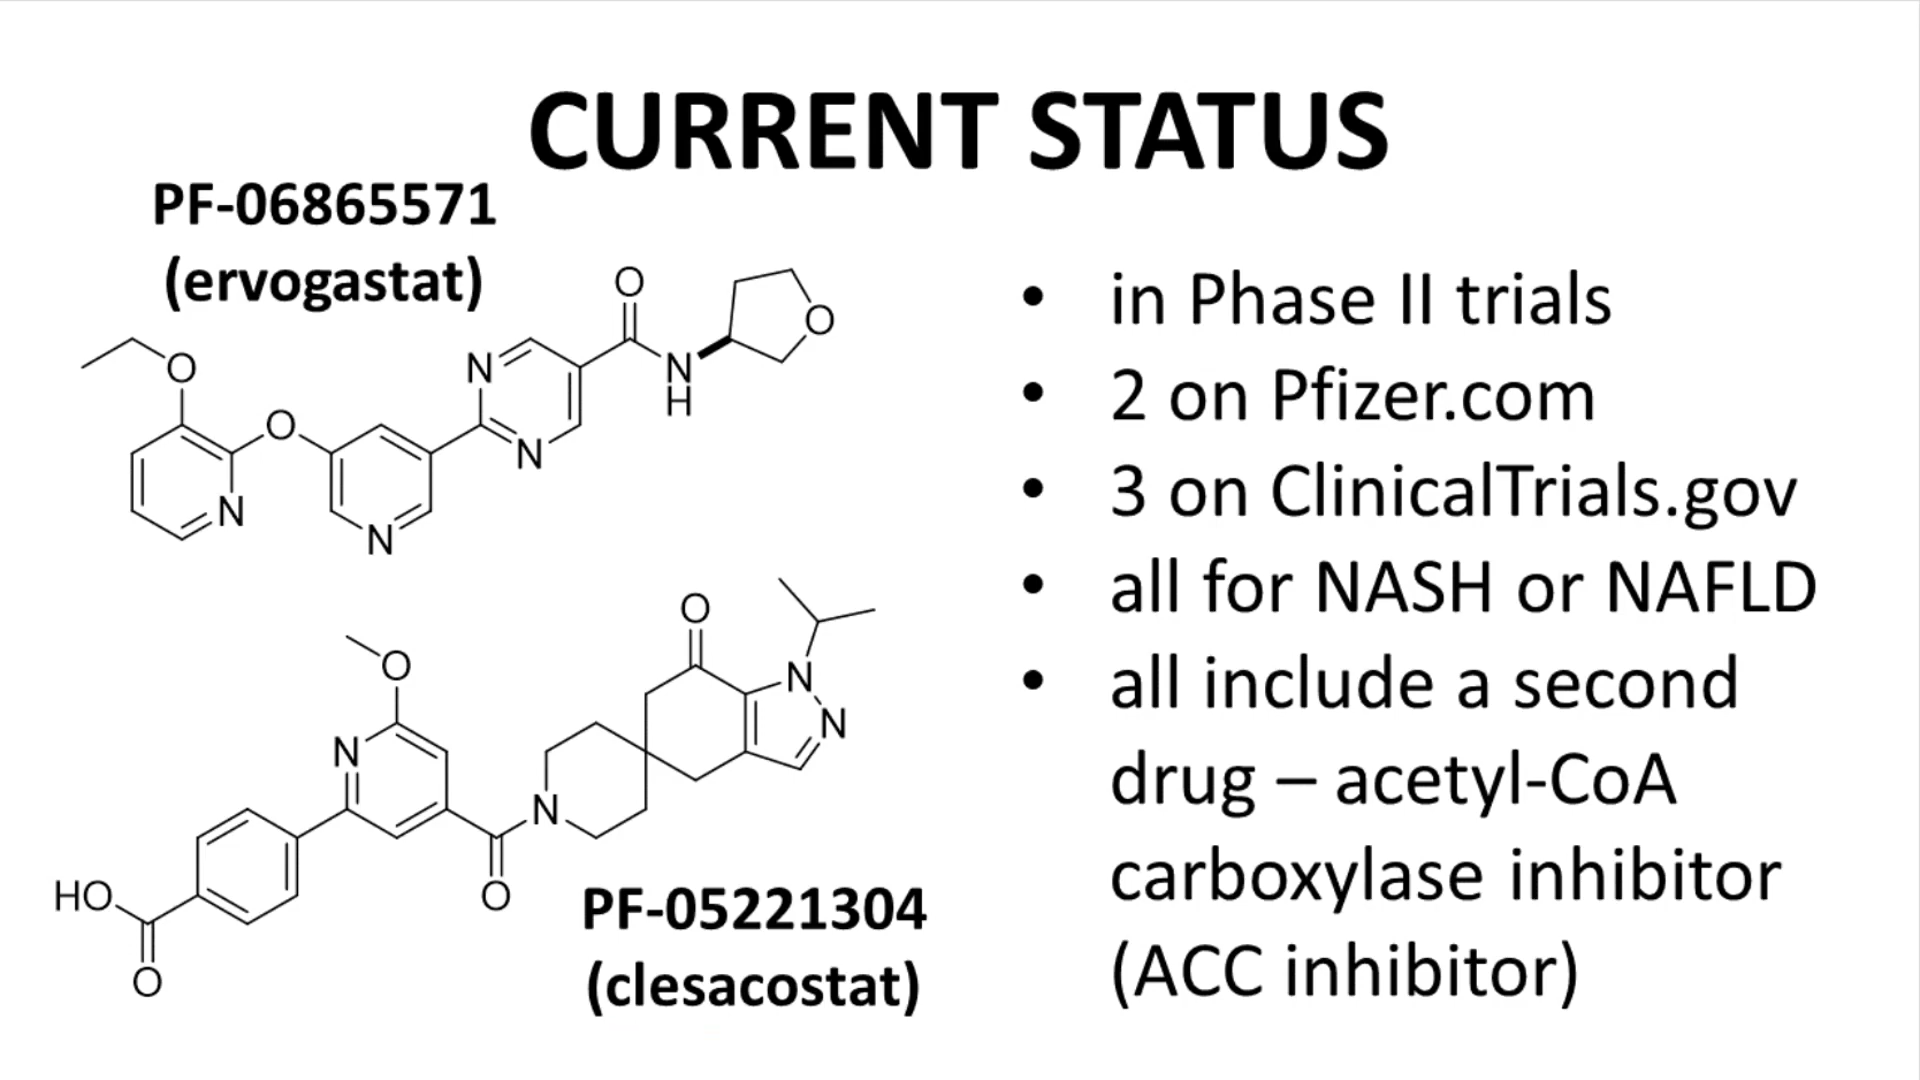 CURRENT STATUS
PF-06865571
(ervogastat)
O
O
N
N
H
O
O
N
N
O
N
N
PF-05221304
(clesacostat)
O
O
N
N
N
N
O
HO
O
• in Phase II trials
• 2 on Pfizer.com
• 3 on ClinicalTrials.gov
• all for NASH or NAFLD
• all include a second
drug – acetyl-CoA
carboxylase inhibitor
(ACC inhibitor)